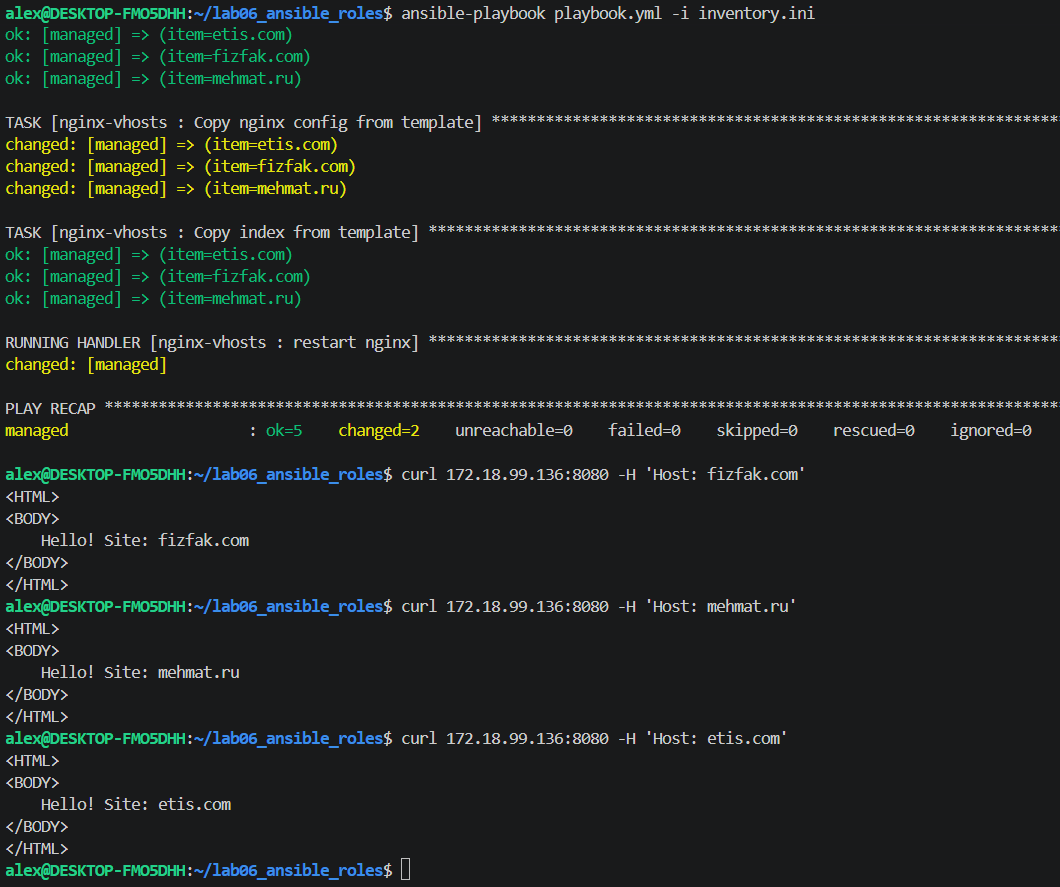 alex@DESKTOP-FMO5DHH:~/lab06_ansible_roles$ ansible-playbook playbook.yml -i inventory.ini
ok: [managed] => (item=etis.com)
ok: [managed] => (item=fizfak.com)
ok: [managed] => (item=mehmat.ru)
TASK [nginx-vhosts : Copy nginx config from template] ***************************************************************
changed: [managed] => (item=etis.com)
changed: [managed] => (item=fizfak.com)
changed: [managed] => (item=mehmat.ru)
TASK [nginx-vhosts : Copy index from template] **********************************************************************
ok: [managed] => (item=etis.com)
ok: [managed] => (item=fizfak.com)
ok: [managed] => (item=mehmat.ru)
RUNNING HANDLER [nginx-vhosts : restart nginx] **********************************************************************
changed: [managed]
PLAY RECAP **********************************************************************************************************
managed                    : ok=5    changed=2    unreachable=0    failed=0    skipped=0    rescued=0    ignored=0
alex@DESKTOP-FMO5DHH:~/lab06_ansible_roles$ curl 172.18.99.136:8080 -H 'Host: fizfak.com'
<HTML>
<BODY>
    Hello! Site: fizfak.com
</BODY>
</HTML>
alex@DESKTOP-FMO5DHH:~/lab06_ansible_roles$ curl 172.18.99.136:8080 -H 'Host: mehmat.ru'
<HTML>
<BODY>
    Hello! Site: mehmat.ru
</BODY>
</HTML>
alex@DESKTOP-FMO5DHH:~/lab06_ansible_roles$ curl 172.18.99.136:8080 -H 'Host: etis.com'
<HTML>
<BODY>
    Hello! Site: etis.com
</BODY>
</HTML>
alex@DESKTOP-FMO5DHH:~/lab06_ansible_roles$